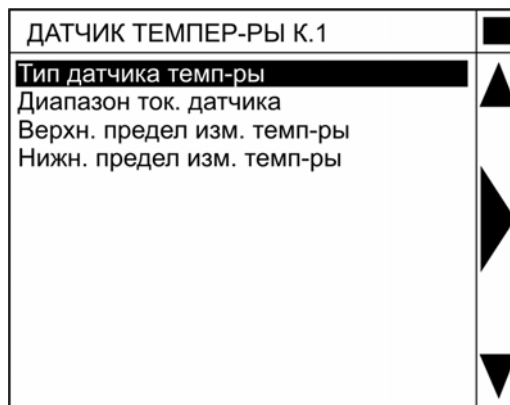 ДАТЧИК ТЕМПЕР-РЫ К.1
Тип датчика темп-ры
Диапазон ток. датчика
Верхн. предел изм. темп-ры
Нижн. предел изм. темп-ры